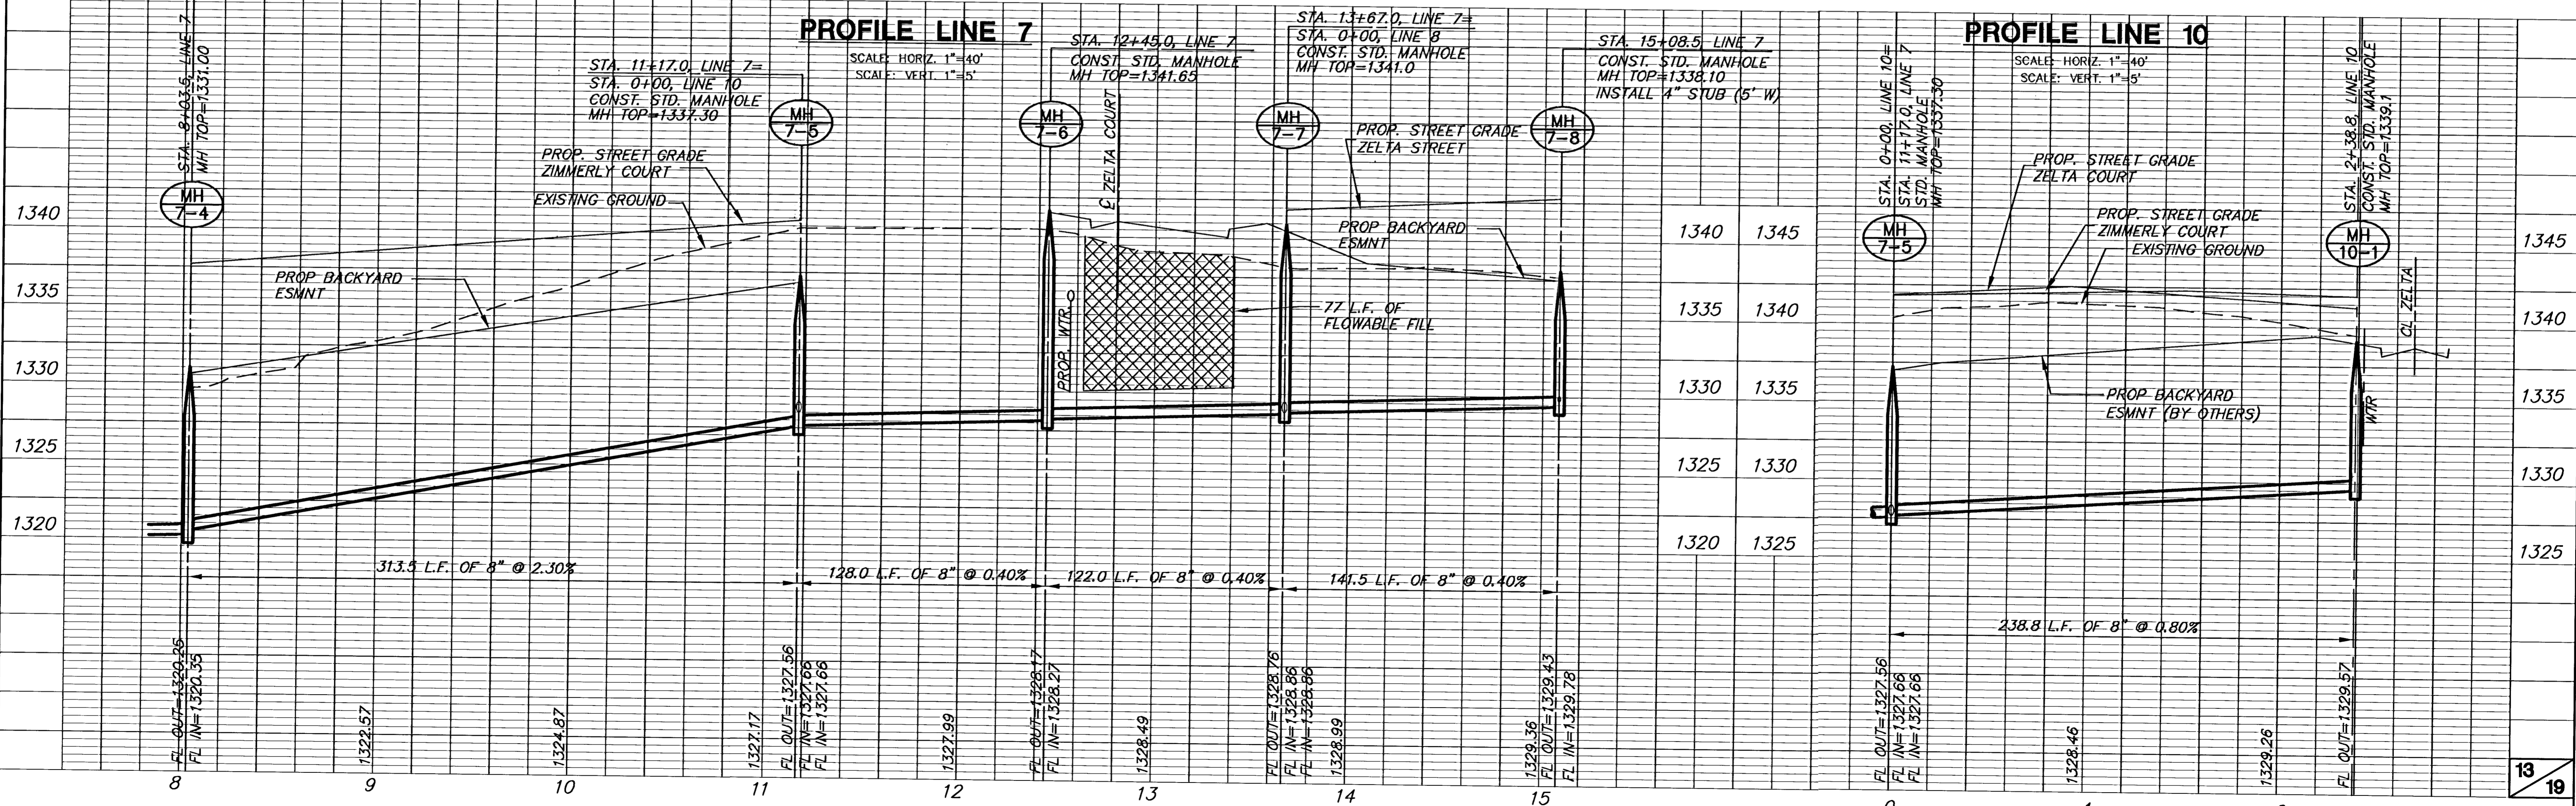 PROFILE LINE 7
SCALE: HORIZ. 1"=40'
SCALE: VERT. 1"=5'
STA. 8+03.5, LINE 7
MH TOP=1331.00
MH
7-4
STA. 11+17.0, LINE 7=
STA. 0+00, LINE 10
CONST. STD. MANHOLE
MH TOP=1337.30
MH
7-5
STA. 12+45.0, LINE 7
CONST. STD. MANHOLE
MH TOP=1341.65
MH
7-6
℄ ZELTA COURT
STA. 13+67.0, LINE 7=
STA. 0+00, LINE 8
CONST. STD. MANHOLE
MH TOP=1341.0
MH
7-7
STA. 15+08.5, LINE 7
CONST. STD. MANHOLE
MH TOP=1338.10
INSTALL 4" STUB (5' W)
MH
7-8
PROP. STREET GRADE
ZIMMERLY COURT
EXISTING GROUND
PROP BACKYARD
ESMNT
PROP. STREET GRADE
ZELTA STREET
PROP BACKYARD
ESMNT
PROP. WTR.
77 L.F. OF
FLOWABLE FILL
1340
1335
1330
1325
1320
313.5 L.F. OF 8" @ 2.30%
128.0 L.F. OF 8" @ 0.40%
122.0 L.F. OF 8" @ 0.40%
141.5 L.F. OF 8" @ 0.40%
FL OUT=1320.25
FL IN=1320.35
1322.57
1324.87
1327.17
FL OUT=1327.56
FL IN=1327.66
FL IN=1327.66
1327.99
FL OUT=1328.17
FL IN=1328.27
1328.49
FL OUT=1328.76
FL IN=1328.86
FL IN=1328.86
1328.99
1329.36
FL OUT=1329.43
FL IN=1329.78
8 9 10 11 12 13 14 15
1340 1345
1335 1340
1330 1335
1325 1330
1320 1325
PROFILE LINE 10
SCALE: HORIZ. 1"=40'
SCALE: VERT. 1"=5'
STA. 0+00, LINE 10=
STA. 11+17.0, LINE 7
STD. MANHOLE
MH TOP=1337.30
MH
7-5
STA. 2+38.8, LINE 10
CONST. STD. MANHOLE
MH TOP=1339.1
MH
10-1
PROP. STREET GRADE
ZELTA COURT
PROP. STREET GRADE
ZIMMERLY COURT
EXISTING GROUND
PROP BACKYARD
ESMNT (BY OTHERS)
CL ZELTA
WTR
1345
1340
1335
1330
1325
238.8 L.F. OF 8" @ 0.80%
FL OUT=1327.56
FL IN=1327.66
FL IN=1327.66
1328.46
1329.26
FL OUT=1329.57
13
19